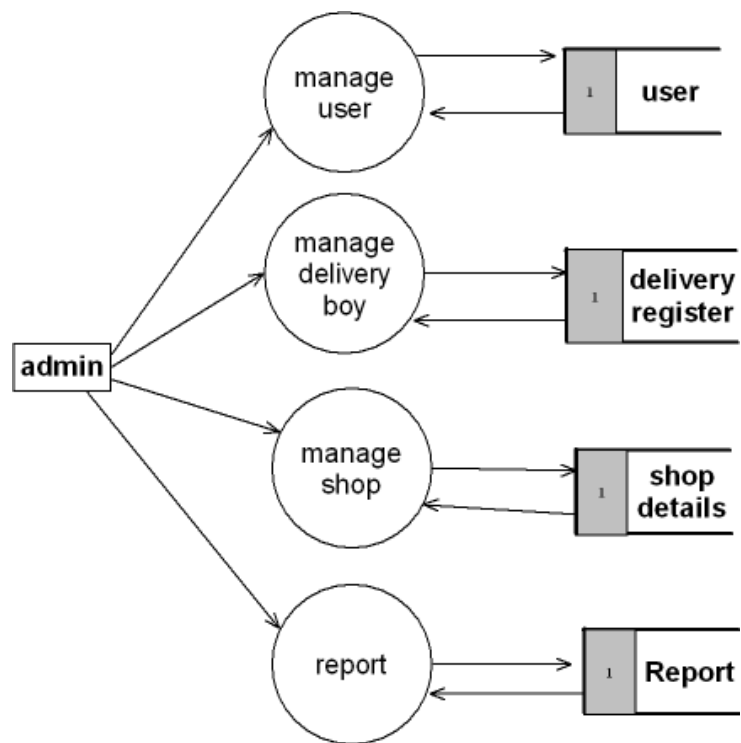 manage
user
1
user
manage
delivery
boy
1
delivery
register
admin
manage
shop
1
shop
details
report
1
Report